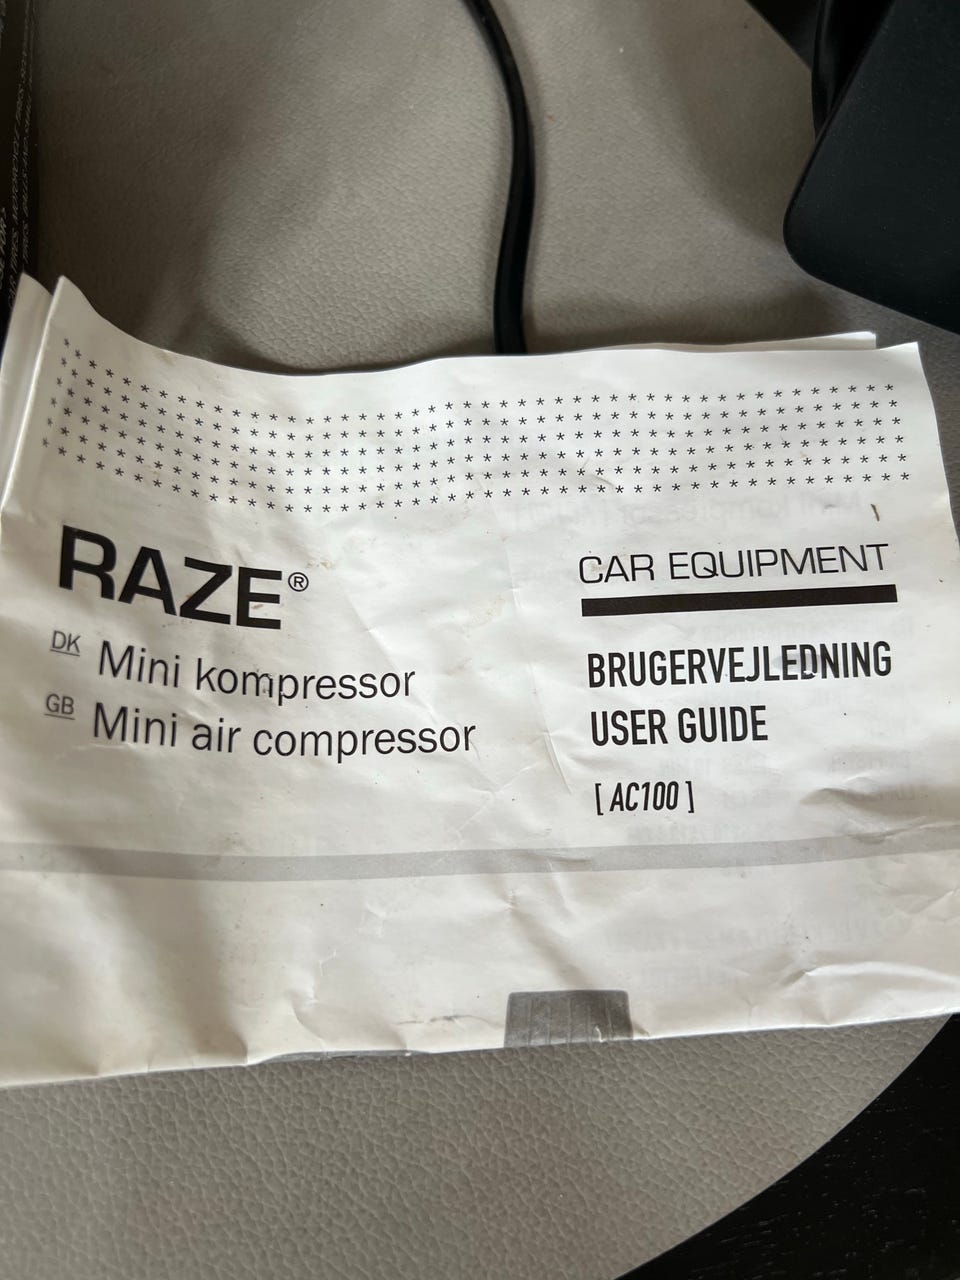 RAZE®
DK Mini kompressor
GB Mini air compressor
CAR EQUIPMENT
BRUGERVEJLEDNING
USER GUIDE
[ AC100 ]